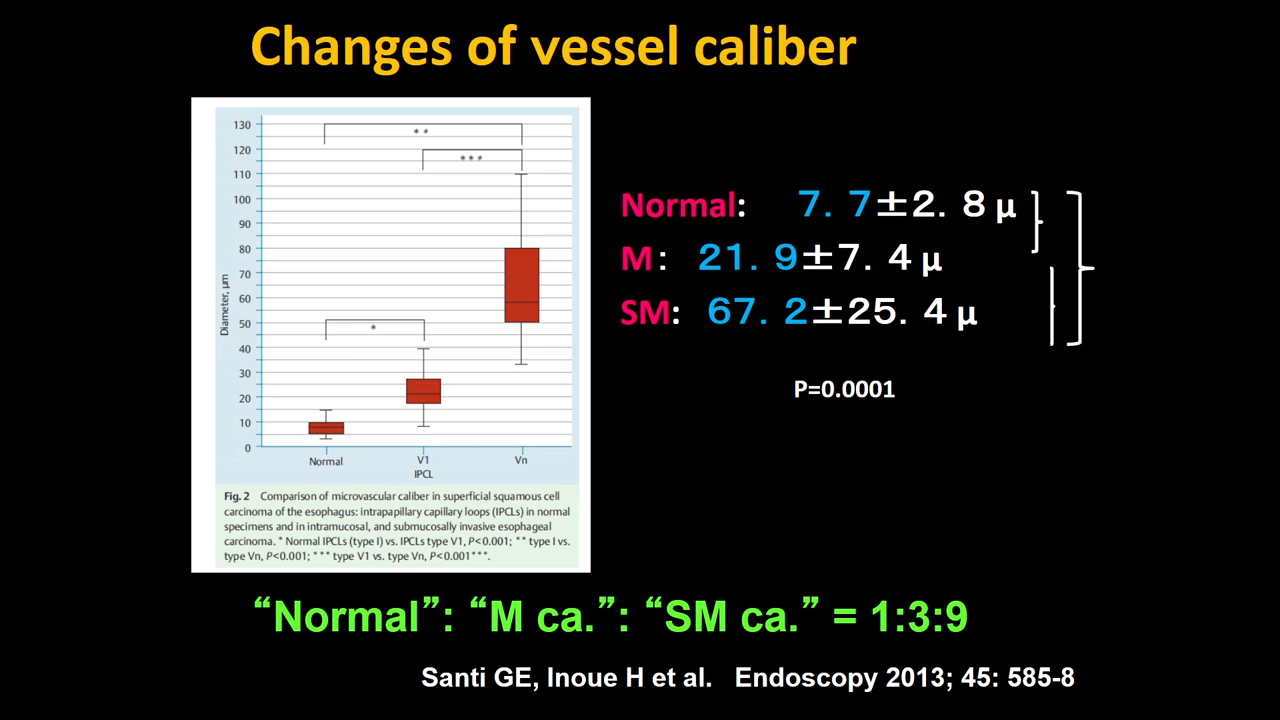 Changes of vessel caliber
130
120
110
100
90
80
70
60
50
40
30
20
10
0
Diameter, µm
**
***
*
Normal
V1
Vn
IPCL
Fig. 2 Comparison of microvascular caliber in superficial squamous cell
carcinoma of the esophagus: intrapapillary capillary loops (IPCLs) in normal
specimens and in intramucosal, and submucosally invasive esophageal
carcinoma. * Normal IPCLs (type I) vs. IPCLs type V1, P<0.001; ** type I vs.
type Vn, P<0.001; *** type V1 vs. type Vn, P<0.001***.
Normal: 7. 7±2. 8 µ
M: 21. 9±7. 4 µ
SM: 67. 2±25. 4 µ
P=0.0001
“Normal”: “M ca.”: “SM ca.” = 1:3:9
Santi GE, Inoue H et al. Endoscopy 2013; 45: 585-8